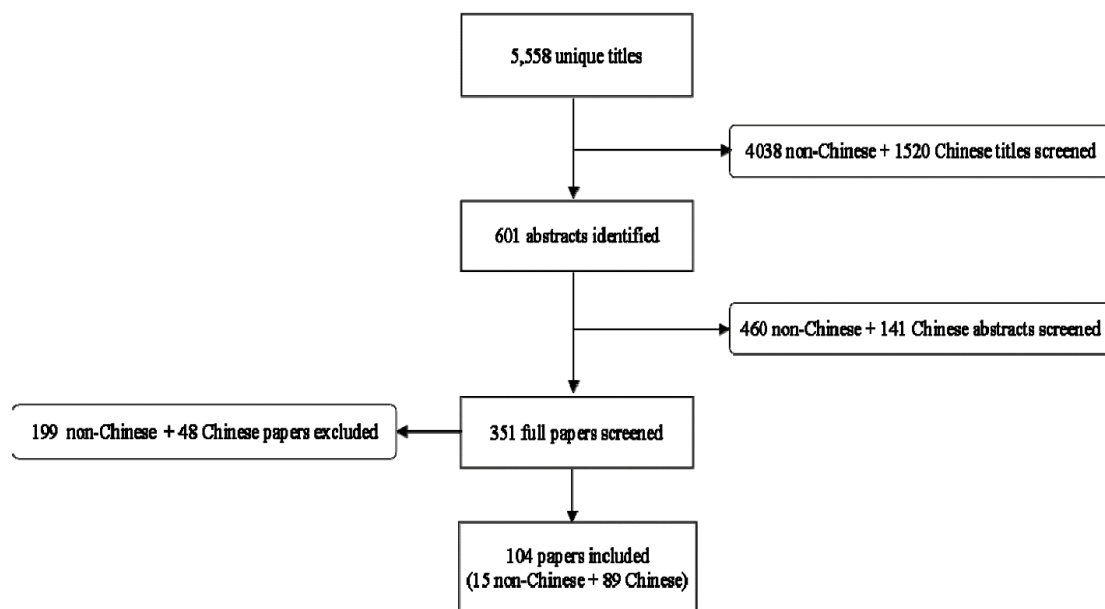 5,558 unique titles
4038 non-Chinese + 1520 Chinese titles screened
601 abstracts identified
460 non-Chinese + 141 Chinese abstracts screened
199 non-Chinese + 48 Chinese papers excluded
351 full papers screened
104 papers included
(15 non-Chinese + 89 Chinese)